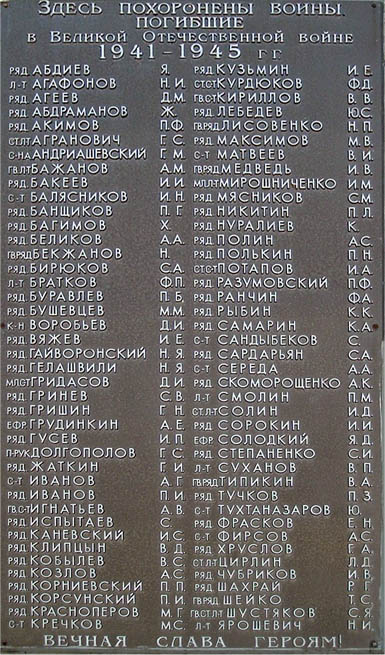 Здесь похоронены воины,
погибшие
в Великой Отечественной войне
1941-1945 г г.
ряд АБДИЕВ Я. ряд КУЗЬМИН И. Е.
л-т АГАФОНОВ Н. И. ст.с-т КУРДЮКОВ Ф.Д.
ряд АГЕЕВ Д.М. гв.с-т КИРИЛЛОВ В. В.
ряд АБДРАМАНОВ Ж. ряд ЛЕБЕДЕВ Ю.С.
ряд АКИМОВ П.Ф. гв.ряд ЛИСОВЕНКО Н. П.
ст.л-т АГРАНОВИЧ Г. С. ряд МАКСИМОВ М.В.
с-на АНДРИАШЕВСКИЙ Г. М. с-т МАТВЕЕВ В. И.
гв.л-т БАЖАНОВ А.М. гв.ряд МЕДВЕДЬ И.В.
ряд БАКЕЕВ И.И. мл.л-т МИРОШНИЧЕНКО И.М.
с-т БАЛЯСНИКОВ И.Н. ряд МЯСНИКОВ С.М.
ряд БАНЩИКОВ П. Г. ряд НИКИТИН П. Л.
ряд БАГИМОВ Х. ряд НУРАЛИЕВ К.
ряд БЕЛИКОВ А.А. ряд ПОЛИН А.С.
гв.ряд БЕКЖАНОВ Н. ряд ПОЛЬКИН П.Н.
ряд БИРЮКОВ С.А. ст.с-т ПОТАПОВ И.А.
л-т БРАТКОВ Ф.П. ряд РАЗУМОВСКИЙ П.Ф.
ряд БУРАВЛЕВ П.Б. ряд РАНЧИН Ф.А.
ряд БУШЕВЦЕВ М.М. ряд РЫБИН К.К.
к-н ВОРОБЬЕВ Д.И. ряд САМАРИН К.А.
ряд ВЯЖЕВ И.Е. с-т САНДЫБЕКОВ С.
ряд ГАЙВОРОНСКИЙ Н.Я. ряд САРДАРЬЯН С.А.
ряд ГЕЛАШВИЛИ Н.Я. с-т СЕРЕДА А.А.
мл.с-т ГРИДАСОВ Д.И. ряд СКОМОРОЩЕНКО А.К.
ряд ГРИНЕВ С.В. л-т СМОЛИН П.М.
ряд ГРИШИН Г.Н. ст.л-т СОЛИН И.Д.
ефр. ГРУДИНКИН А.Е. ряд СОРОКИН И.И.
ряд ГУСЕВ И.П. ефр СОЛОДКИЙ Я.Д.
п-рук ДОЛГОПОЛОВ Г.С. ряд СТЕПАНЕНКО С.И.
ряд ЖАТКИН Г.И. л-т СУХАНОВ В.П.
с-т ИВАНОВ А.Г. гв.ряд ТИПИКИН В.А.
ряд ИВАНОВ П.И. ряд ТУЧКОВ П.З.
гв.с-т ИГНАТЬЕВ А.В. с-т ТУХТАНАЗАРОВ Ю.
ряд ИСПЫТАЕВ С. ряд ФРАСКОВ Е.Н.
ряд КАНЕВСКИЙ И.С. с-т ФИРСОВ А.С.
ряд КЛИПЦЫН В.Д. ряд ХРУСЛОВ Г.А.
ряд КОБЫЛЕВ В.С. вс.ст-т ЦИРЛИН Л.Д.
ряд КОЗЛОВ А.С. ряд ЧУБРИКОВ И.В.
ряд КОРНИЕВСКИЙ П.П. ряд ШАХРАЙ Р.Г.
ряд КОРСУНСКИЙ П.Д. гв.ряд ШЕЙКО Т.С.
ряд КРАСНОПЕРОВ М.Г. гв.ст.л-т ШУСТЯКОВ С.Я.
с-т КРЕЧКОВ М.С. л-т ЯРОШЕВИЧ Н.И.
ВЕЧНАЯ СЛАВА ГЕРОЯМ!